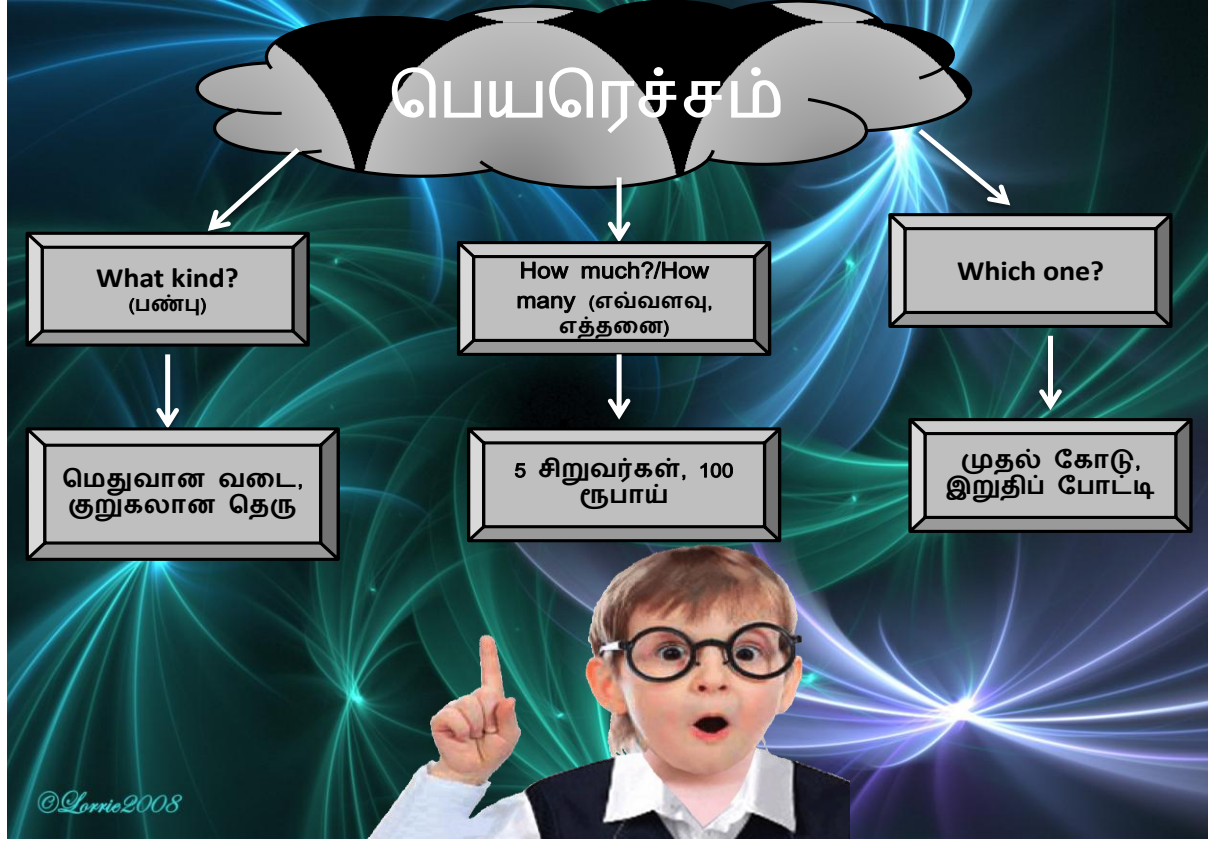 பெயரெச்சம்
What kind?
(பண்பு)
How much?/How
many (எவ்வளவு,
எத்தனை)
Which one?
மெதுவான வடை,
குறுகலான தெரு
5 சிறுவர்கள், 100
ரூபாய்
முதல் கோடு,
இறுதிப் போட்டி
©Lorrie2008